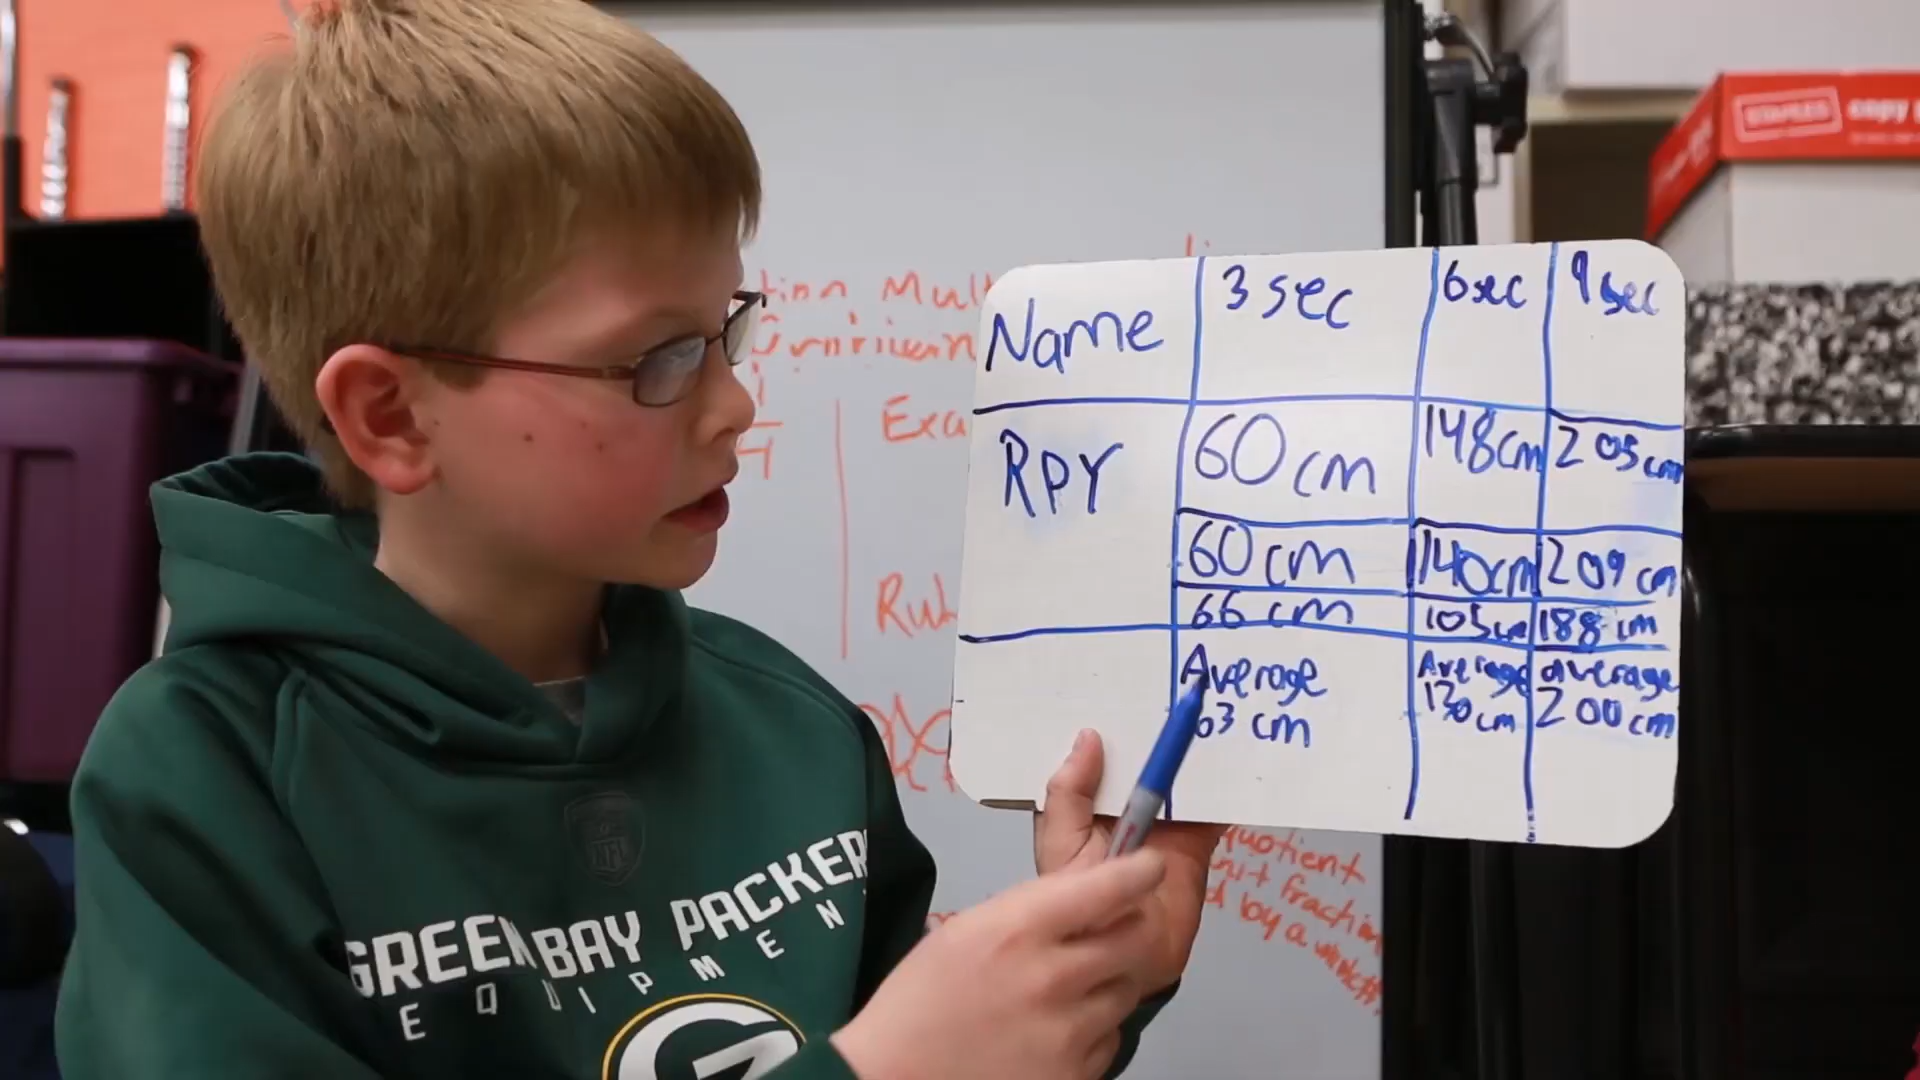 Name 3 sec 6 sec 9 sec
RPY 60 cm 148 cm 205 cm
60 cm 140 cm 209 cm
66 cm 105 cm 188 cm
Average Average average
63 cm 130 cm 200 cm
STAPLES copy
Exa
quotient
unit fraction
d by a whole #
GREEN BAY PACKERS
EQUIPMENT
NFL
G